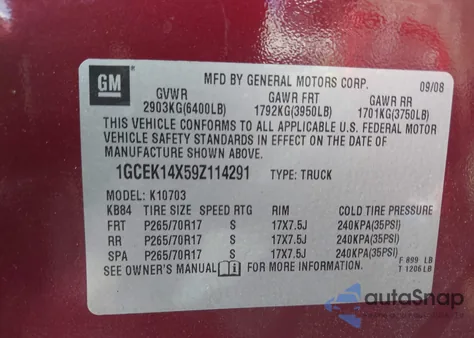 GM
MFD BY GENERAL MOTORS CORP. 09/08
GVWR GAWR FRT GAWR RR
2903KG(6400LB) 1792KG(3950LB) 1701KG(3750LB)
THIS VEHICLE CONFORMS TO ALL APPLICABLE U.S. FEDERAL MOTOR
VEHICLE SAFETY STANDARDS IN EFFECT ON THE DATE OF
MANUFACTURE SHOWN ABOVE.
1GCEK14X59Z114291 TYPE: TRUCK
MODEL: K10703
KB84 TIRE SIZE SPEED RTG RIM COLD TIRE PRESSURE
FRT P265/70R17 S 17X7.5J 240KPA(35PSI)
RR P265/70R17 S 17X7.5J 240KPA(35PSI)
SPA P265/70R17 S 17X7.5J 240KPA(35PSI)
SEE OWNER'S MANUAL FOR MORE INFORMATION.
F 899 LB
T 1206 LB
autoSnap